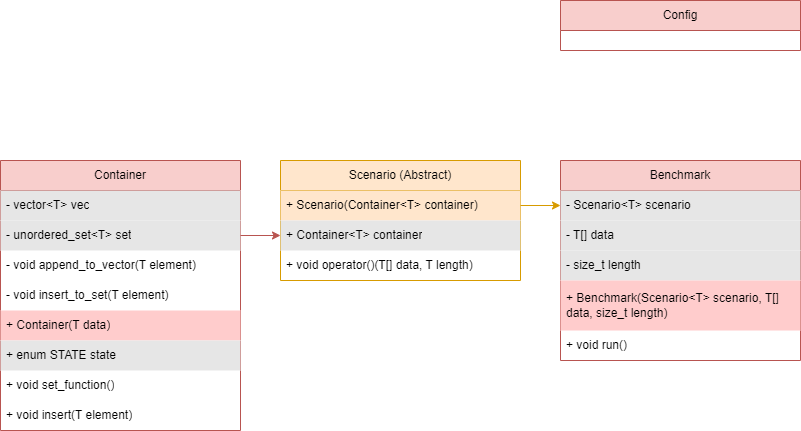 Config
Container
- vector<T> vec
- unordered_set<T> set
- void append_to_vector(T element)
- void insert_to_set(T element)
+ Container(T data)
+ enum STATE state
+ void set_function()
+ void insert(T element)
Scenario (Abstract)
+ Scenario(Container<T> container)
+ Container<T> container
+ void operator()(T[] data, T length)
Benchmark
- Scenario<T> scenario
- T[] data
- size_t length
+ Benchmark(Scenario<T> scenario, T[]
data, size_t length)
+ void run()